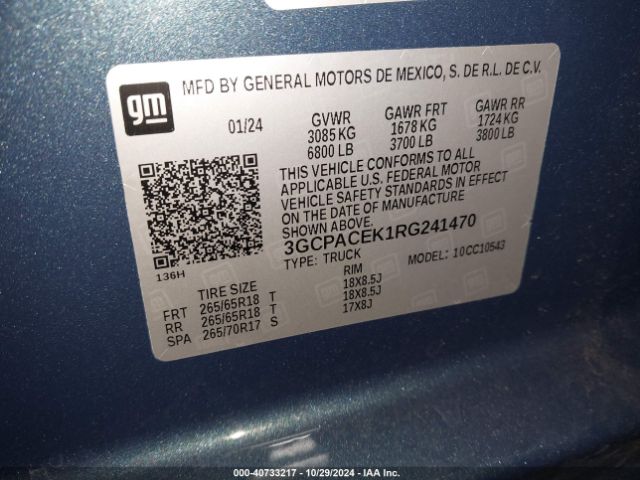 gm
MFD BY GENERAL MOTORS DE MEXICO, S. DE R.L. DE C.V.
01/24
GVWR GAWR FRT GAWR RR
3085 KG 1678 KG 1724 KG
6800 LB 3700 LB 3800 LB
THIS VEHICLE CONFORMS TO ALL
APPLICABLE U.S. FEDERAL MOTOR
VEHICLE SAFETY STANDARDS IN EFFECT
ON THE DATE OF MANUFACTURE
3GCPACEK1RG241470
TYPE: TRUCK MODEL: 10CC10543
136H
TIRE SIZE RIM
FRT 265/65R18 T 18X8.5J
RR 265/65R18 T 18X8.5J
SPA 265/70R17 S 17X8J
000-40733217 - 10/29/2024 - IAA Inc.